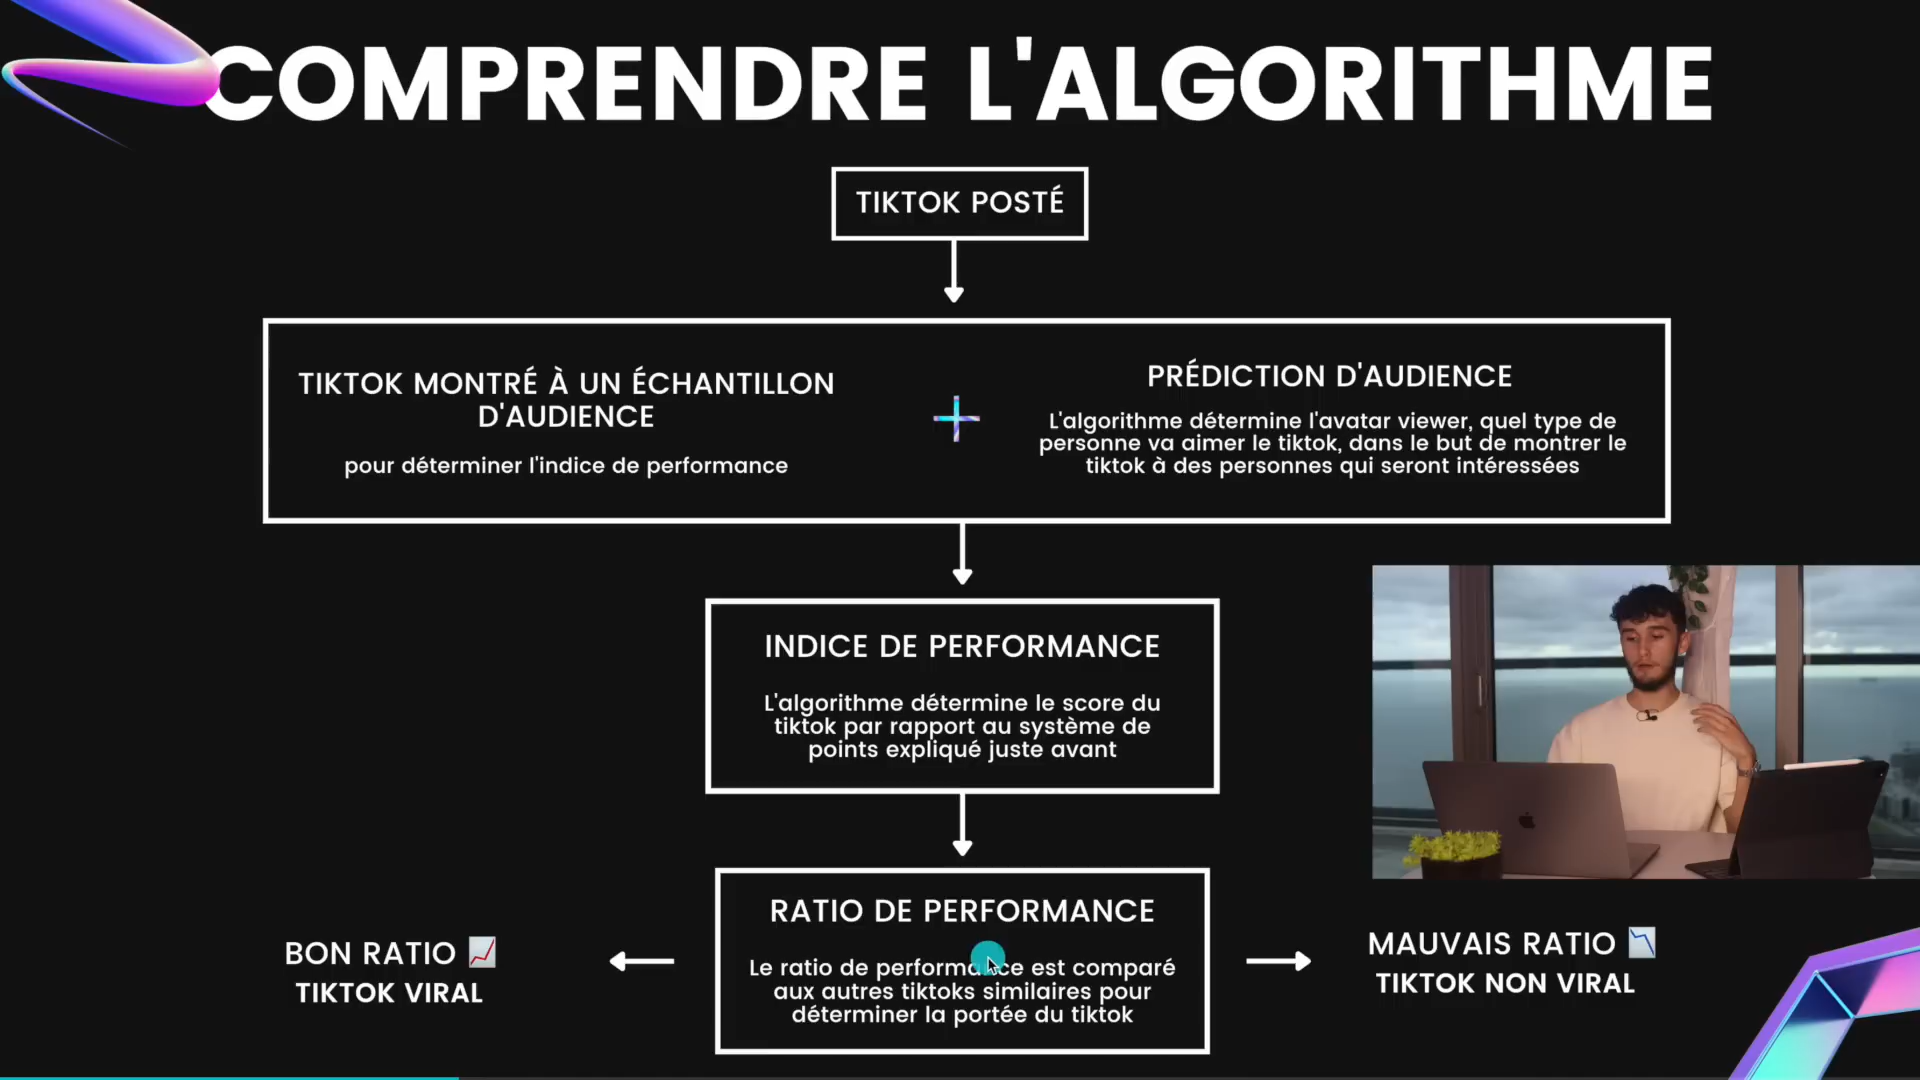 COMPRENDRE L'ALGORITHME
TIKTOK POSTÉ
TIKTOK MONTRÉ À UN ÉCHANTILLON
D'AUDIENCE
pour déterminer l'indice de performance
PRÉDICTION D'AUDIENCE
L'algorithme détermine l'avatar viewer, quel type de
personne va aimer le tiktok, dans le but de montrer le
tiktok à des personnes qui seront intéressées
INDICE DE PERFORMANCE
L'algorithme détermine le score du
tiktok par rapport au système de
points expliqué juste avant
RATIO DE PERFORMANCE
Le ratio de performance est comparé
aux autres tiktoks similaires pour
déterminer la portée du tiktok
BON RATIO 📈
TIKTOK VIRAL
MAUVAIS RATIO 📉
TIKTOK NON VIRAL